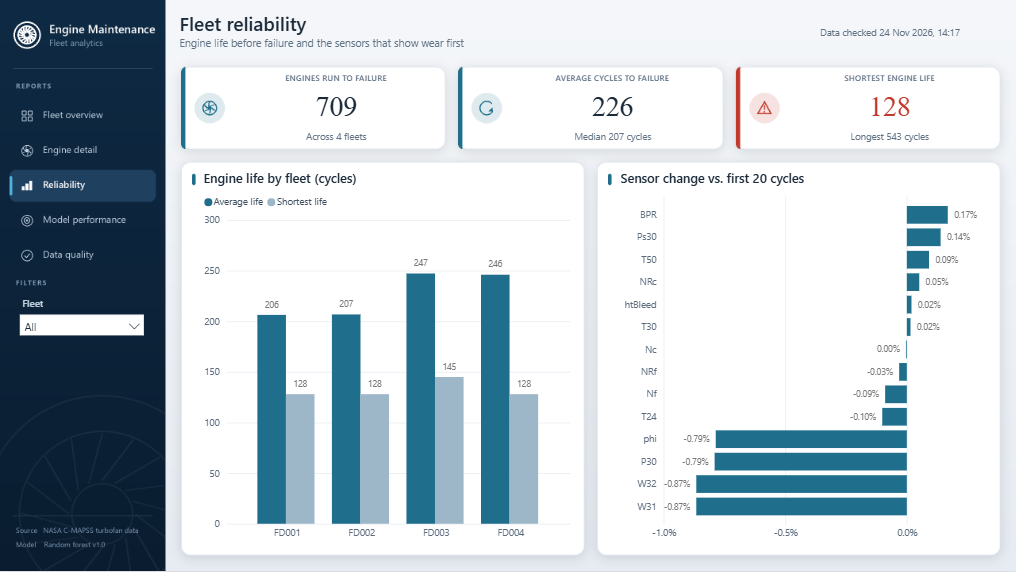 Engine Maintenance
Fleet analytics
REPORTS
Fleet overview
Engine detail
Reliability
Model performance
Data quality
FILTERS
Fleet
All
Source NASA C-MAPSS turbofan data
Model Random forest v1.0
Fleet reliability
Engine life before failure and the sensors that show wear first
Data checked 24 Nov 2026, 14:17
ENGINES RUN TO FAILURE
709
Across 4 fleets
AVERAGE CYCLES TO FAILURE
226
Median 207 cycles
SHORTEST ENGINE LIFE
128
Longest 543 cycles
Engine life by fleet (cycles)
Average life Shortest life
300
250
200
150
100
50
0
206 128
207 128
247 145
246 128
FD001 FD002 FD003 FD004
Sensor change vs. first 20 cycles
BPR 0.17%
Ps30 0.14%
T50 0.09%
NRc 0.05%
htBleed 0.02%
T30 0.02%
Nc 0.00%
NRf -0.03%
Nf -0.09%
T24 -0.10%
phi -0.79%
P30 -0.79%
W32 -0.87%
W31 -0.87%
-1.0% -0.5% 0.0%